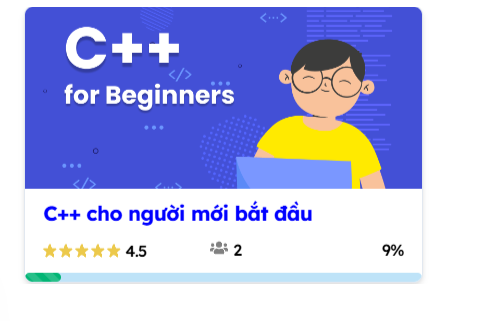 C++
for Beginners
C++ cho người mới bắt đầu
4.5 2 9%